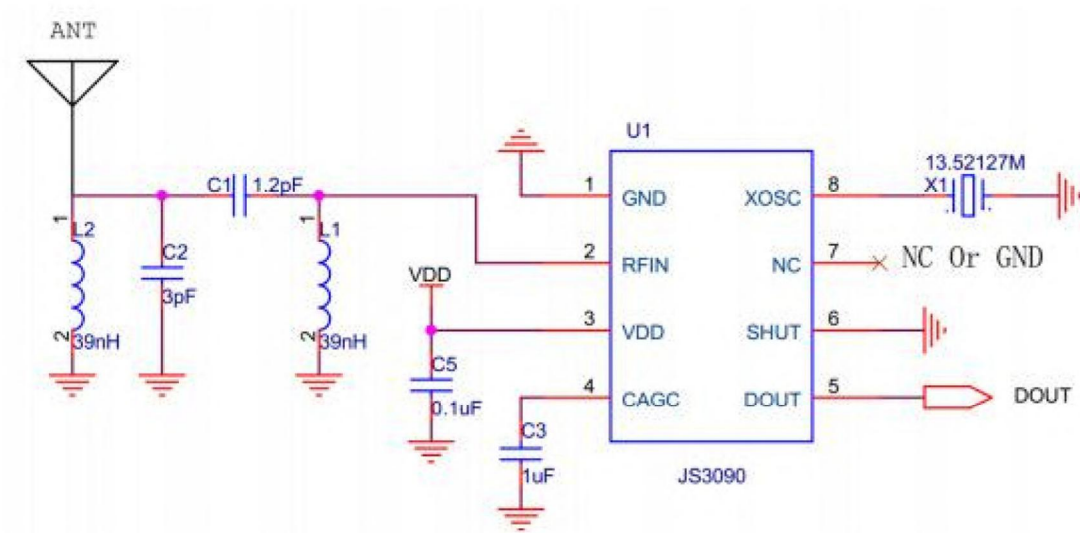 ANT
U1
13.52127M
X1
C1 1.2pF
1 GND
XOSC 8
1
L2
C2
3pF
2
39nH
1
L1
2
39nH
2 RFIN
NC 7
NC Or GND
VDD
3 VDD
SHUT 6
C5
0.1uF
4 CAGC
DOUT 5
DOUT
C3
1uF
JS3090